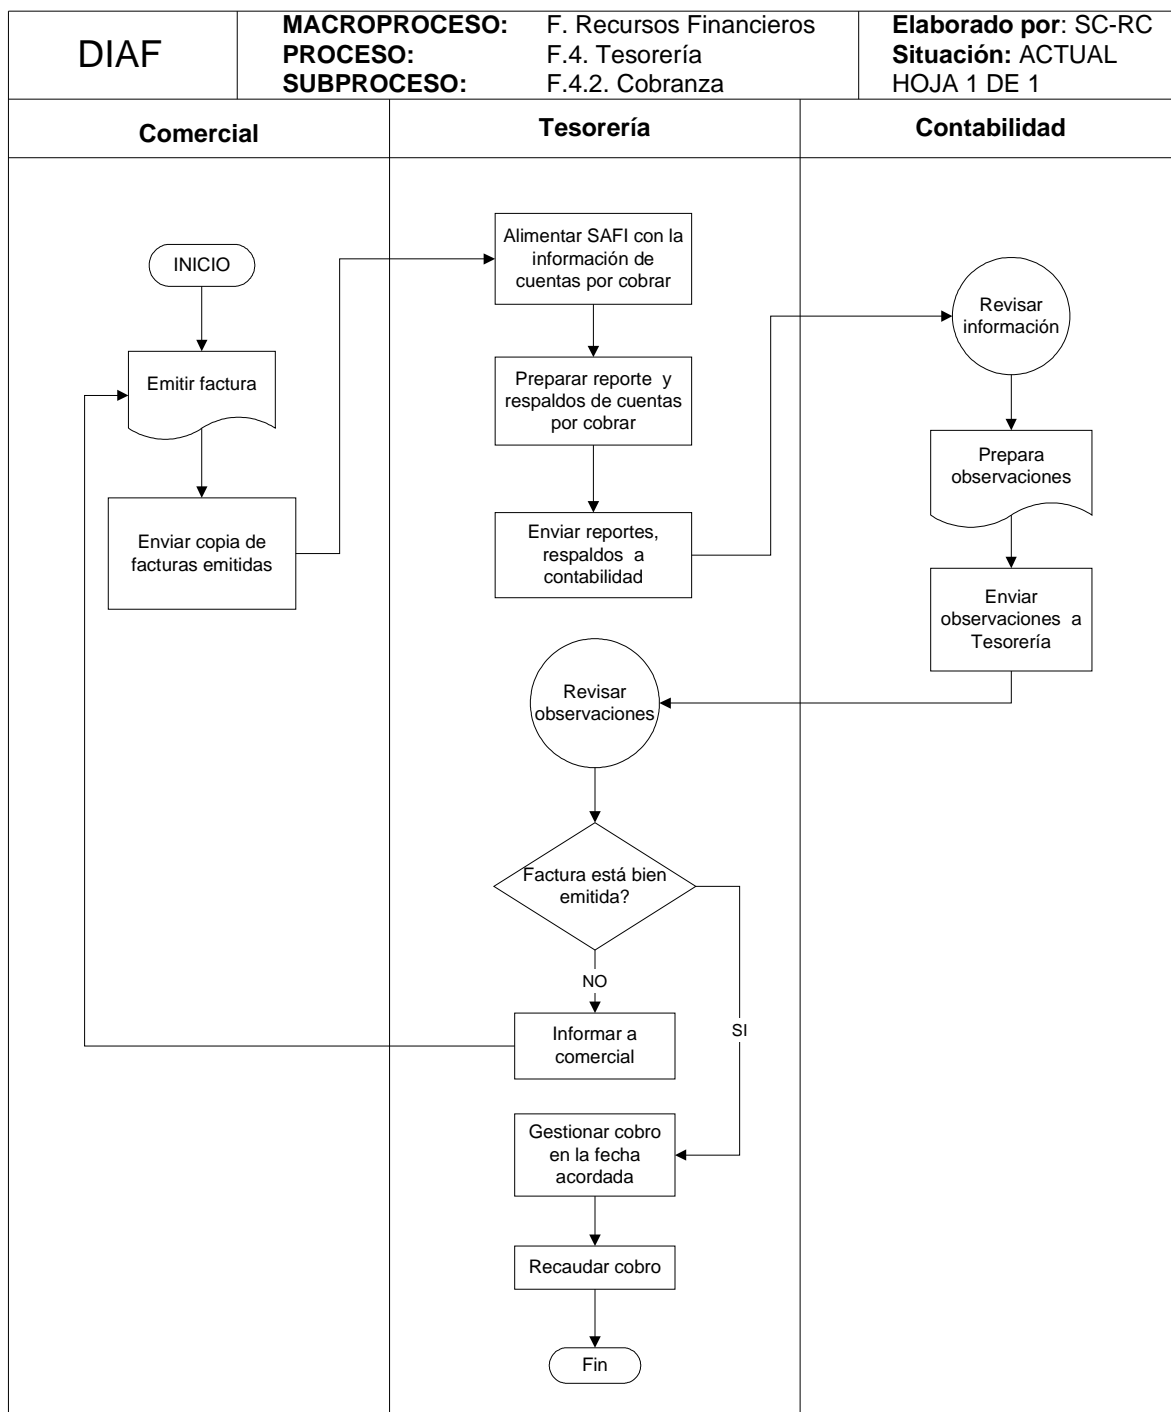 DIAF
MACROPROCESO: F. Recursos Financieros
PROCESO: F.4. Tesorería
SUBPROCESO: F.4.2. Cobranza
Elaborado por: SC-RC
Situación: ACTUAL
HOJA 1 DE 1
Comercial
Tesorería
Contabilidad
INICIO
Emitir factura
Enviar copia de
facturas emitidas
Alimentar SAFI con la
información de
cuentas por cobrar
Preparar reporte y
respaldos de cuentas
por cobrar
Enviar reportes,
respaldos a
contabilidad
Revisar
información
Prepara
observaciones
Enviar
observaciones a
Tesorería
Revisar
observaciones
Factura está bien
emitida?
NO
SI
Informar a
comercial
Gestionar cobro
en la fecha
acordada
Recaudar cobro
Fin